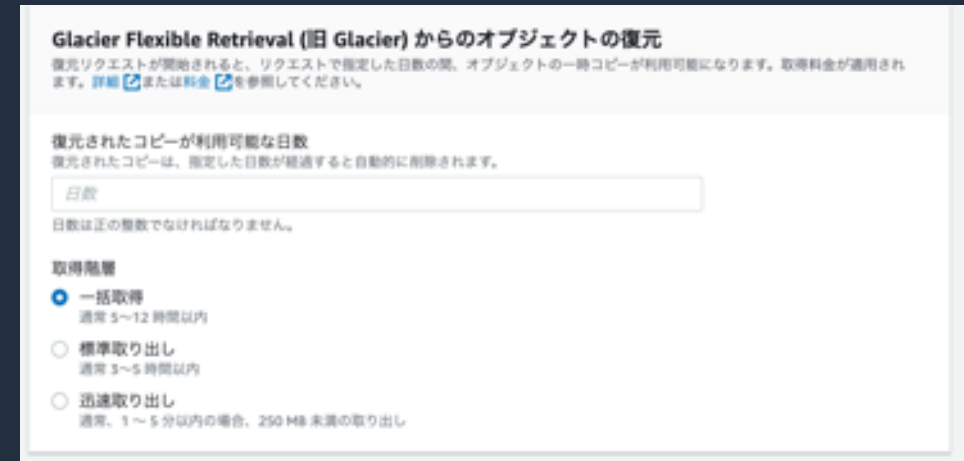 Glacier Flexible Retrieval (旧 Glacier) からのオブジェクトの復元
復元リクエストが開始されると、リクエストで指定した日数の間、オブジェクトの一時コピーが利用可能になります。取得料金が適用され
ます。詳細 または料金 を参照してください。
復元されたコピーが利用可能な日数
復元されたコピーは、指定した日数が経過すると自動的に削除されます。
日数
日数は正の整数でなければなりません。
取得階層
一括取得
通常 5〜12 時間以内
標準取り出し
通常 3〜5 時間以内
迅速取り出し
通常、1 〜 5 分以内の場合、250 MB 未満の取り出し